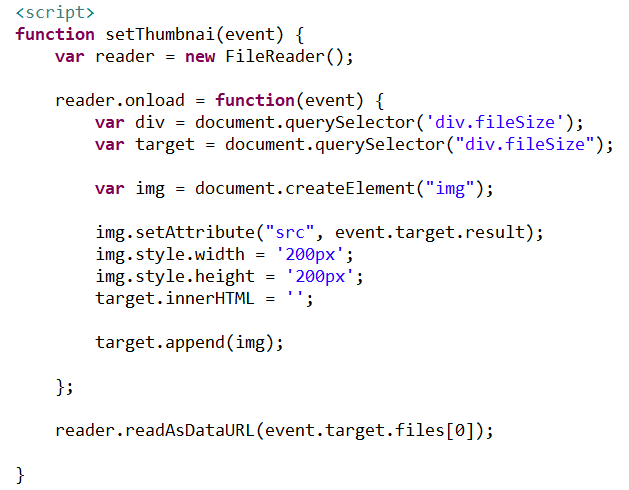 <script>
function setThumbnai(event) {
var reader = new FileReader();
reader.onload = function(event) {
var div = document.querySelector('div.fileSize');
var target = document.querySelector("div.fileSize");
var img = document.createElement("img");
img.setAttribute("src", event.target.result);
img.style.width = '200px';
img.style.height = '200px';
target.innerHTML = '';
target.append(img);
};
reader.readAsDataURL(event.target.files[0]);
}